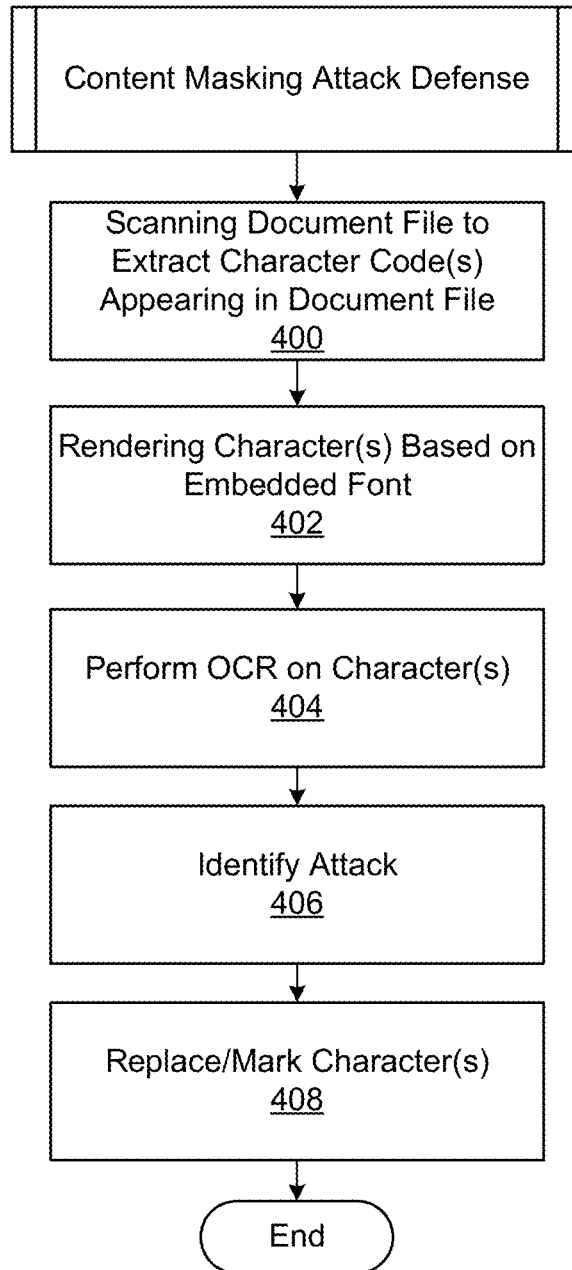 Content Masking Attack Defense
Scanning Document File to
Extract Character Code(s)
Appearing in Document File
400
Rendering Character(s) Based on
Embedded Font
402
Perform OCR on Character(s)
404
Identify Attack
406
Replace/Mark Character(s)
408
End